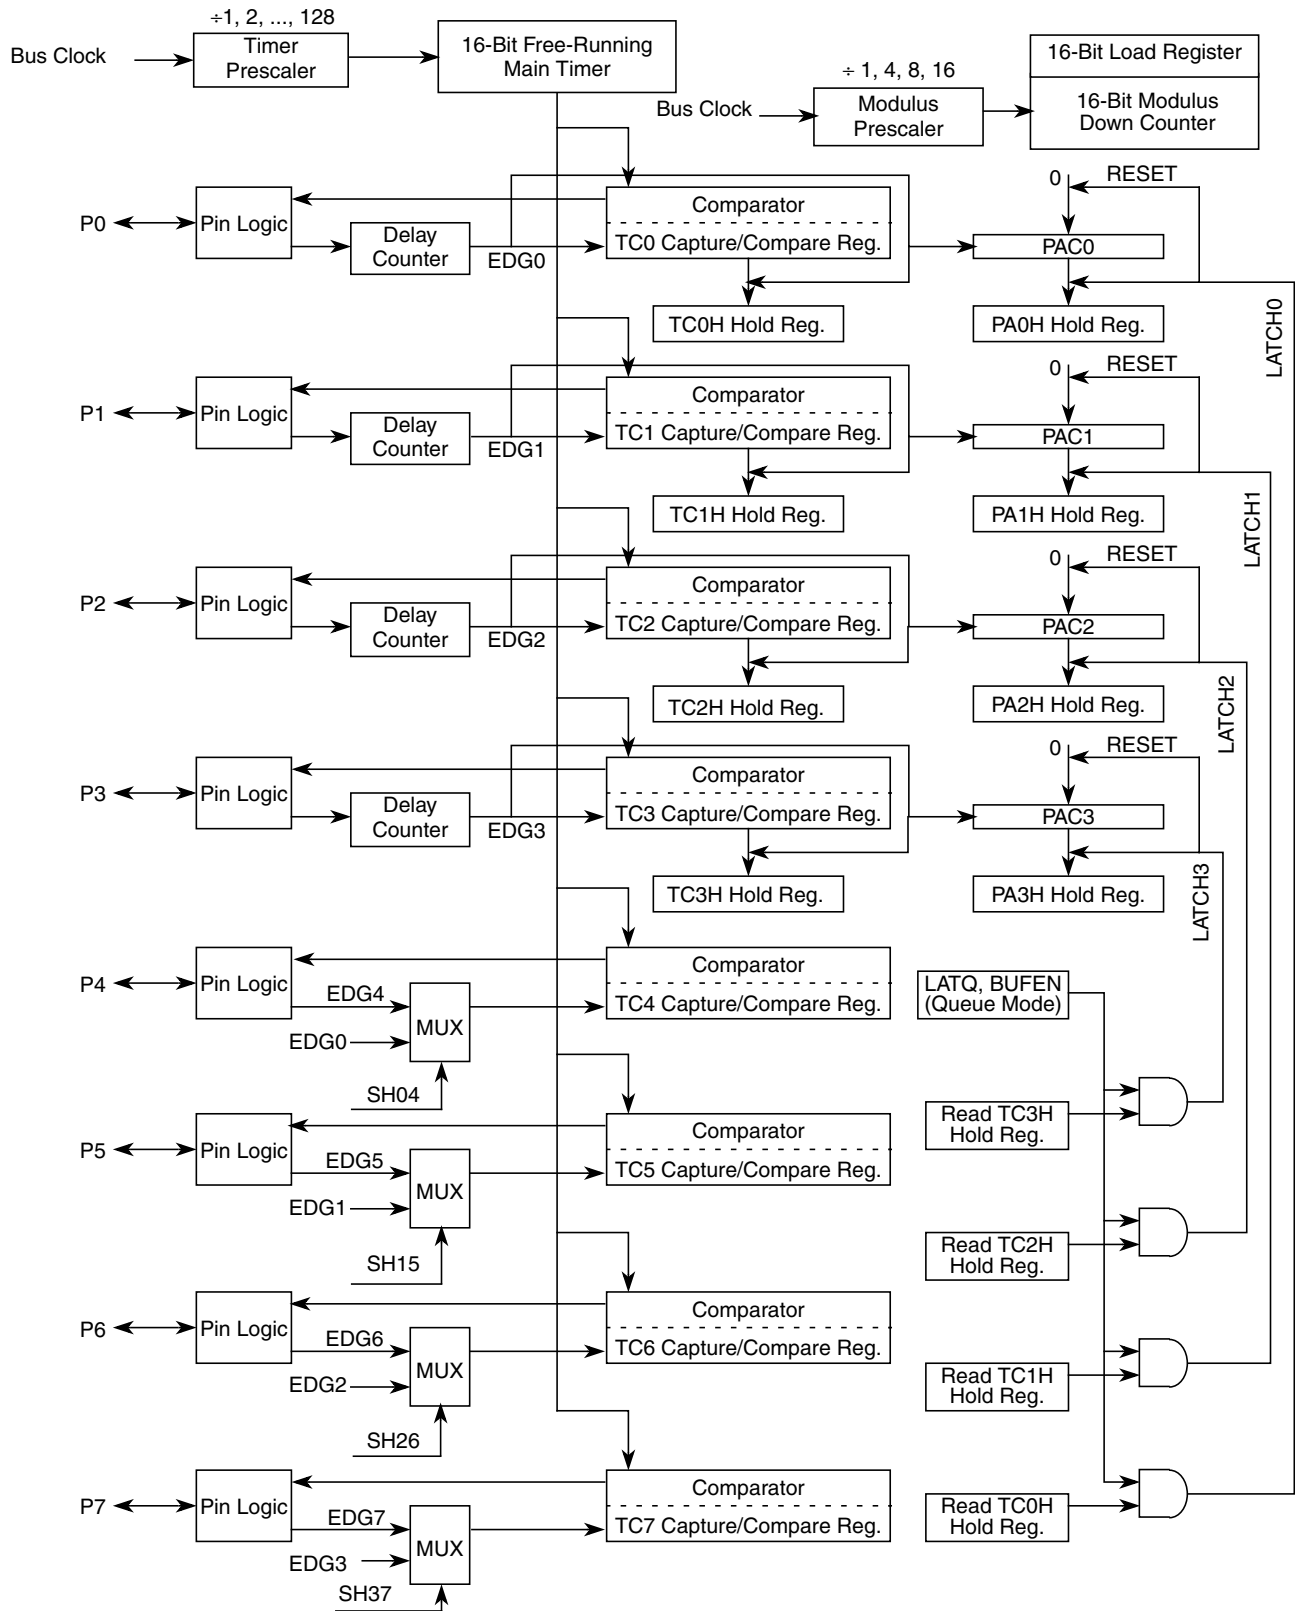 ÷1, 2, ..., 128
Bus Clock
Timer
Prescaler
16-Bit Free-Running
Main Timer
÷ 1, 4, 8, 16
Bus Clock
Modulus
Prescaler
16-Bit Load Register
16-Bit Modulus
Down Counter
P0
Pin Logic
Delay
Counter
EDG0
Comparator
TC0 Capture/Compare Reg.
TC0H Hold Reg.
0
RESET
PAC0
PA0H Hold Reg.
LATCH0
P1
Pin Logic
Delay
Counter
EDG1
Comparator
TC1 Capture/Compare Reg.
TC1H Hold Reg.
0
RESET
PAC1
PA1H Hold Reg.
LATCH1
P2
Pin Logic
Delay
Counter
EDG2
Comparator
TC2 Capture/Compare Reg.
TC2H Hold Reg.
0
RESET
PAC2
PA2H Hold Reg.
LATCH2
P3
Pin Logic
Delay
Counter
EDG3
Comparator
TC3 Capture/Compare Reg.
TC3H Hold Reg.
0
RESET
PAC3
PA3H Hold Reg.
LATCH3
P4
Pin Logic
EDG4
EDG0
MUX
SH04
Comparator
TC4 Capture/Compare Reg.
LATQ, BUFEN
(Queue Mode)
Read TC3H
Hold Reg.
P5
Pin Logic
EDG5
EDG1
MUX
SH15
Comparator
TC5 Capture/Compare Reg.
Read TC2H
Hold Reg.
P6
Pin Logic
EDG6
EDG2
MUX
SH26
Comparator
TC6 Capture/Compare Reg.
Read TC1H
Hold Reg.
P7
Pin Logic
EDG7
EDG3
MUX
SH37
Comparator
TC7 Capture/Compare Reg.
Read TC0H
Hold Reg.